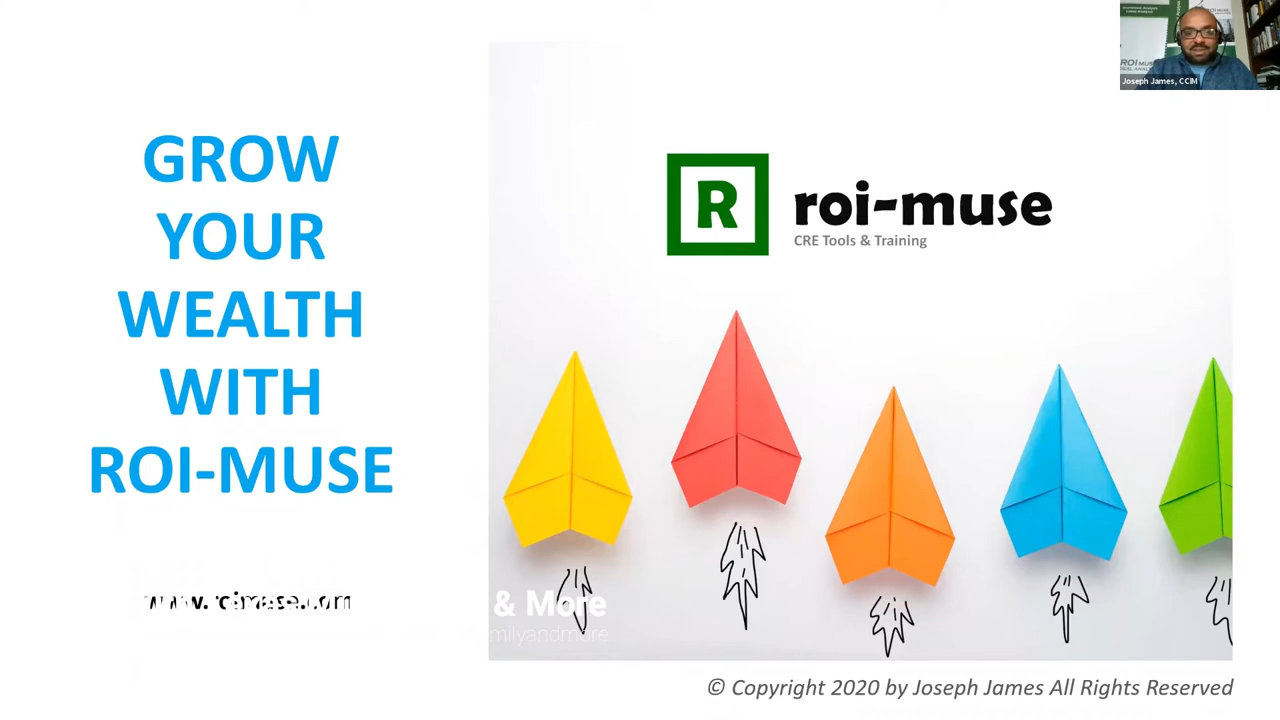 GROW
YOUR
WEALTH
WITH
ROI-MUSE
R
roi-muse
CRE Tools & Training
& More
milyandmore
© Copyright 2020 by Joseph James All Rights Reserved
Joseph James, CCIM